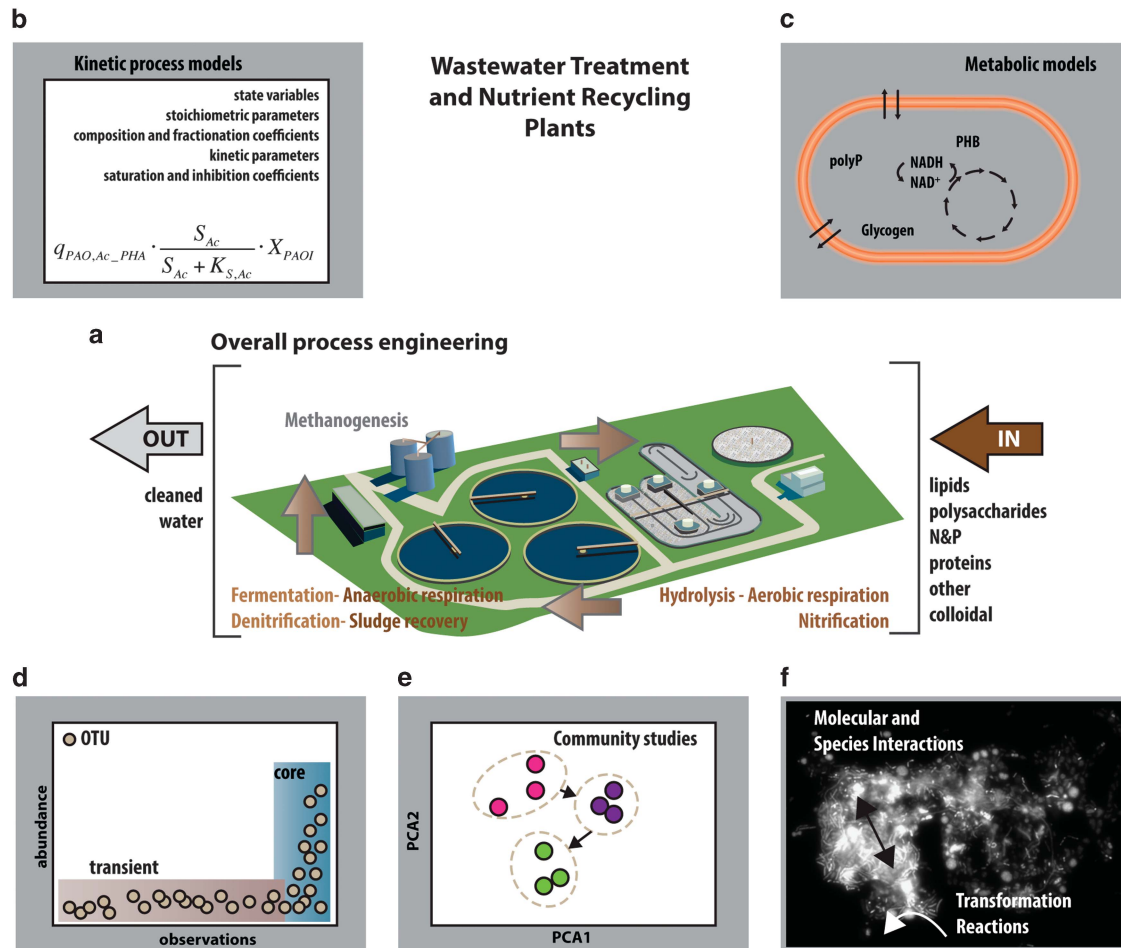 b
Kinetic process models
state variables
stoichiometric parameters
composition and fractionation coefficients
kinetic parameters
saturation and inhibition coefficients
q_{PAO,Ac_PHA} · \frac{S_{Ac}}{S_{Ac} + K_{S,Ac}} · X_{PAOI}
Wastewater Treatment
and Nutrient Recycling
Plants
c
Metabolic models
polyP
PHB
NADH
NAD⁺
Glycogen
a
Overall process engineering
OUT
cleaned
water
Methanogenesis
Fermentation- Anaerobic respiration
Denitrification- Sludge recovery
Hydrolysis - Aerobic respiration
Nitrification
IN
lipids
polysaccharides
N&P
proteins
other
colloidal
d
OTU
core
transient
abundance
observations
e
Community studies
PCA2
PCA1
f
Molecular and
Species Interactions
Transformation
Reactions